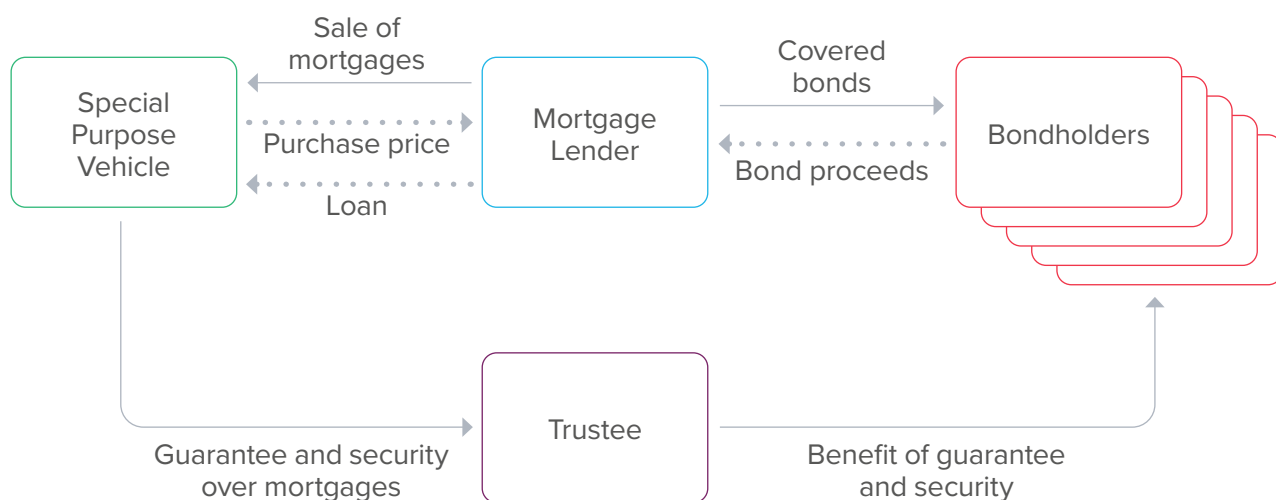 Sale of
mortgages
Special
Purpose
Vehicle
Purchase price
Loan
Mortgage
Lender
Covered
bonds
Bond proceeds
Bondholders
Guarantee and security
over mortgages
Trustee
Benefit of guarantee
and security